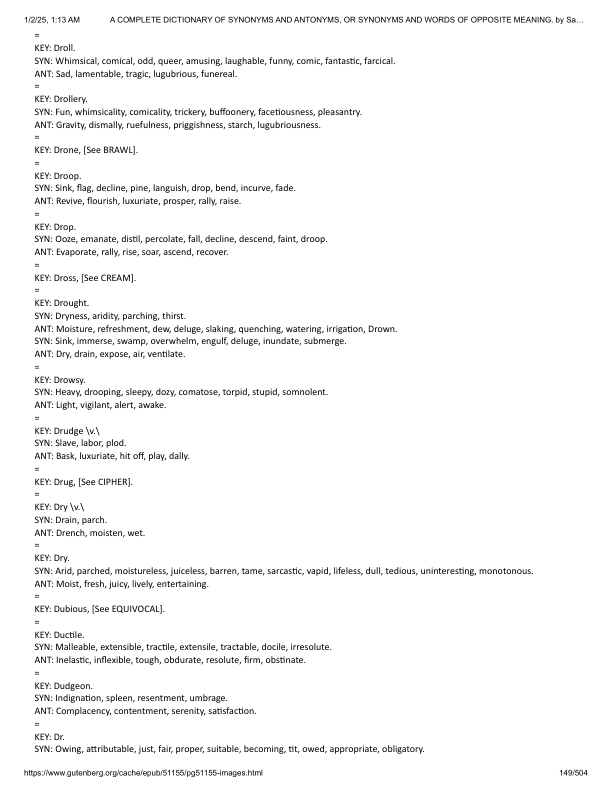 1/2/25, 1:13 AM A COMPLETE DICTIONARY OF SYNONYMS AND ANTONYMS, OR SYNONYMS AND WORDS OF OPPOSITE MEANING. by Sa…
=
KEY: Droll.
SYN: Whimsical, comical, odd, queer, amusing, laughable, funny, comic, fantastic, farcical.
ANT: Sad, lamentable, tragic, lugubrious, funereal.
=
KEY: Drollery.
SYN: Fun, whimsicality, comicality, trickery, buffoonery, facetiousness, pleasantry.
ANT: Gravity, dismally, ruefulness, priggishness, starch, lugubriousness.
=
KEY: Drone, [See BRAWL].
=
KEY: Droop.
SYN: Sink, flag, decline, pine, languish, drop, bend, incurve, fade.
ANT: Revive, flourish, luxuriate, prosper, rally, raise.
=
KEY: Drop.
SYN: Ooze, emanate, distil, percolate, fall, decline, descend, faint, droop.
ANT: Evaporate, rally, rise, soar, ascend, recover.
=
KEY: Dross, [See CREAM].
=
KEY: Drought.
SYN: Dryness, aridity, parching, thirst.
ANT: Moisture, refreshment, dew, deluge, slaking, quenching, watering, irrigation, Drown.
SYN: Sink, immerse, swamp, overwhelm, engulf, deluge, inundate, submerge.
ANT: Dry, drain, expose, air, ventilate.
=
KEY: Drowsy.
SYN: Heavy, drooping, sleepy, dozy, comatose, torpid, stupid, somnolent.
ANT: Light, vigilant, alert, awake.
=
KEY: Drudge \v.\
SYN: Slave, labor, plod.
ANT: Bask, luxuriate, hit off, play, dally.
=
KEY: Drug, [See CIPHER].
=
KEY: Dry \v.\
SYN: Drain, parch.
ANT: Drench, moisten, wet.
=
KEY: Dry.
SYN: Arid, parched, moistureless, juiceless, barren, tame, sarcastic, vapid, lifeless, dull, tedious, uninteresting, monotonous.
ANT: Moist, fresh, juicy, lively, entertaining.
=
KEY: Dubious, [See EQUIVOCAL].
=
KEY: Ductile.
SYN: Malleable, extensible, tractile, extensile, tractable, docile, irresolute.
ANT: Inelastic, inflexible, tough, obdurate, resolute, firm, obstinate.
=
KEY: Dudgeon.
SYN: Indignation, spleen, resentment, umbrage.
ANT: Complacency, contentment, serenity, satisfaction.
=
KEY: Dr.
SYN: Owing, attributable, just, fair, proper, suitable, becoming, tit, owed, appropriate, obligatory.
https://www.gutenberg.org/cache/epub/51155/pg51155-images.html 149/504